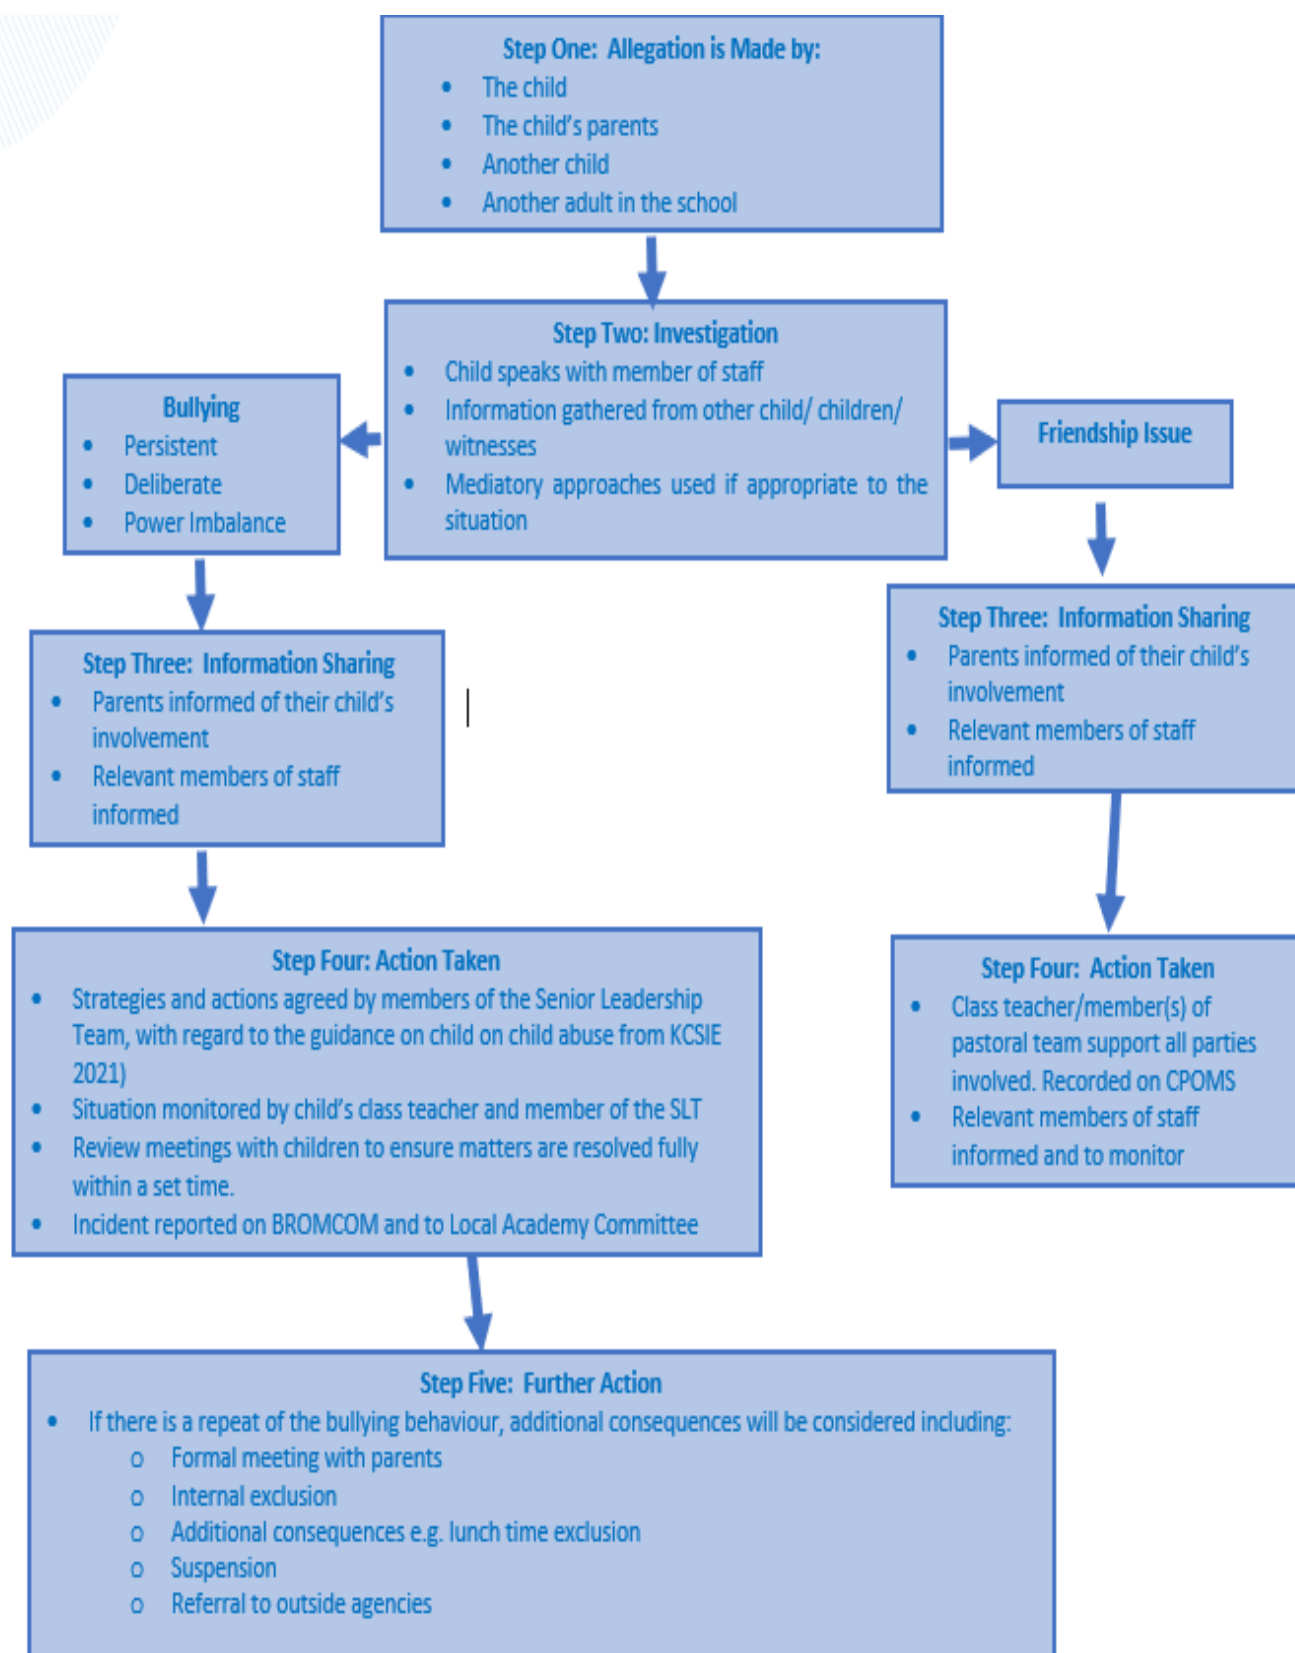 Step One: Allegation is Made by:
• The child
• The child's parents
• Another child
• Another adult in the school
Step Two: Investigation
• Child speaks with member of staff
• Information gathered from other child/ children/
witnesses
• Mediatory approaches used if appropriate to the
situation
Bullying
• Persistent
• Deliberate
• Power Imbalance
Friendship Issue
Step Three: Information Sharing
• Parents informed of their child's
involvement
• Relevant members of staff
informed
Step Three: Information Sharing
• Parents informed of their child's
involvement
• Relevant members of staff
informed
Step Four: Action Taken
• Strategies and actions agreed by members of the Senior Leadership
Team, with regard to the guidance on child on child abuse from KCSIE
2021)
• Situation monitored by child's class teacher and member of the SLT
• Review meetings with children to ensure matters are resolved fully
within a set time.
• Incident reported on BROMCOM and to Local Academy Committee
Step Four: Action Taken
• Class teacher/member(s) of
pastoral team support all parties
involved. Recorded on CPOMS
• Relevant members of staff
informed and to monitor
Step Five: Further Action
• If there is a repeat of the bullying behaviour, additional consequences will be considered including:
o Formal meeting with parents
o Internal exclusion
o Additional consequences e.g. lunch time exclusion
o Suspension
o Referral to outside agencies